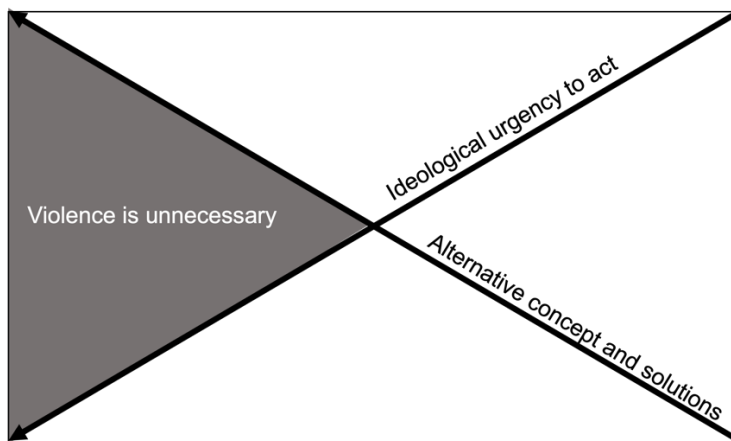 Ideological urgency to act
Violence is unnecessary
Alternative concept and solutions